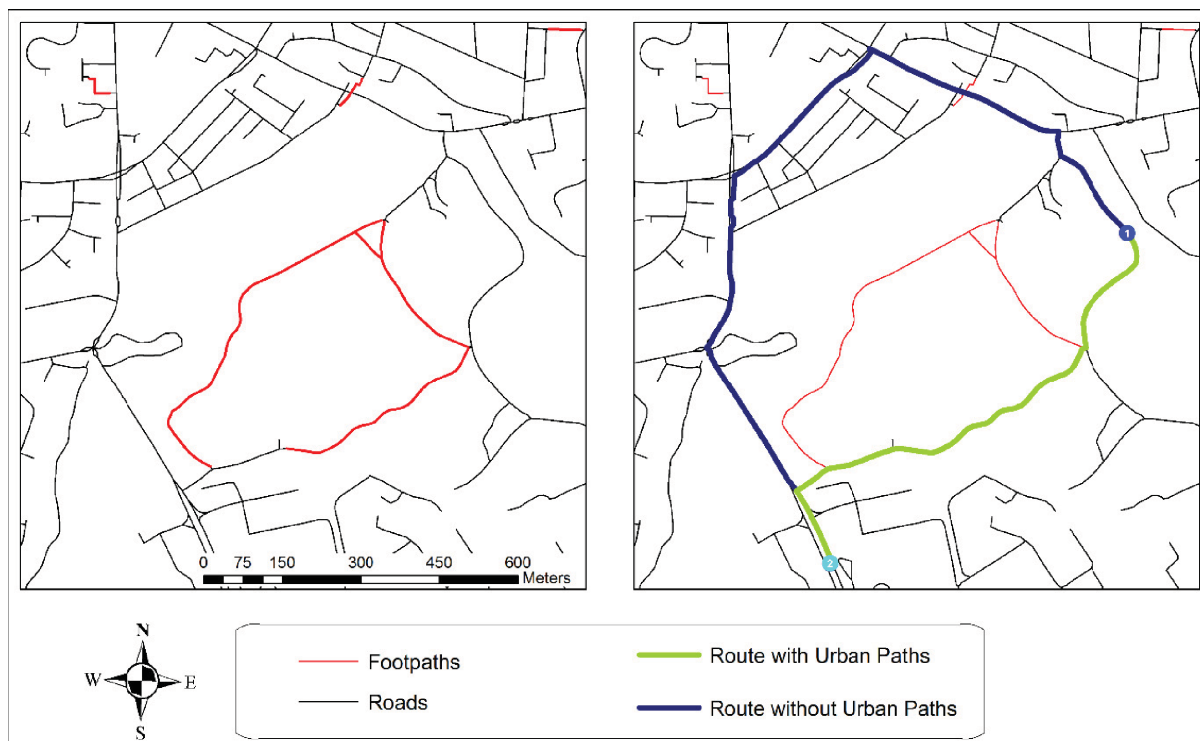 1
2
0 75 150 300 450 600
Meters
N
W E
S
Footpaths
Roads
Route with Urban Paths
Route without Urban Paths